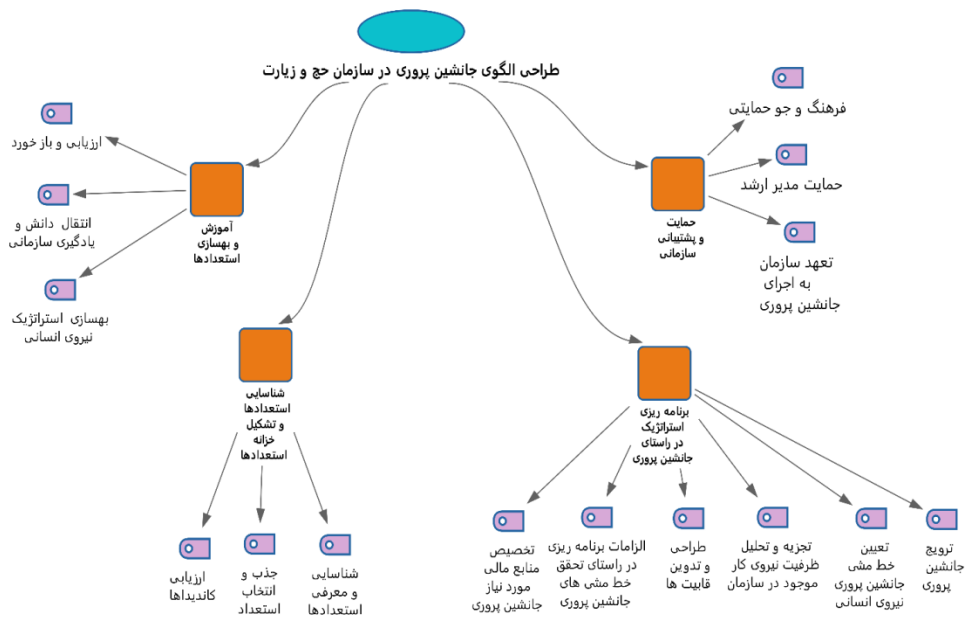 طراحی الگوی جانشین پروری در سازمان حج و زیارت
فرهنگ و جو حمایتی
حمایت مدیر ارشد
تعهد سازمان
به اجرای
جانشین پروری
حمایت
و پشتیبانی
سازمانی
ارزیابی و باز خورد
انتقال دانش و
یادگیری سازمانی
بهسازی استراتژیک
نیروی انسانی
آموزش
و بهسازی
استعدادها
برنامه ریزی
استراتژیک
در راستای
جانشین پروری
ترویج
جانشین
پروری
تعیین
خط مشی
جانشین پروری
نیروی انسانی
تجزیه و تحلیل
ظرفیت نیروی کار
موجود در سازمان
طراحی
و تدوین
قابیت ها
الزامات برنامه ریزی
در راستای تحقق
خط مشی های
جانشین پروری
تخصیص
منابع مالی
مورد نیاز
جانشین پروری
شناسایی
استعدادها
و تشکیل
خزانه
استعدادها
شناسایی
و معرفی
استعدادها
جذب و
انتخاب
استعداد
ارزیابی
کاندیداها